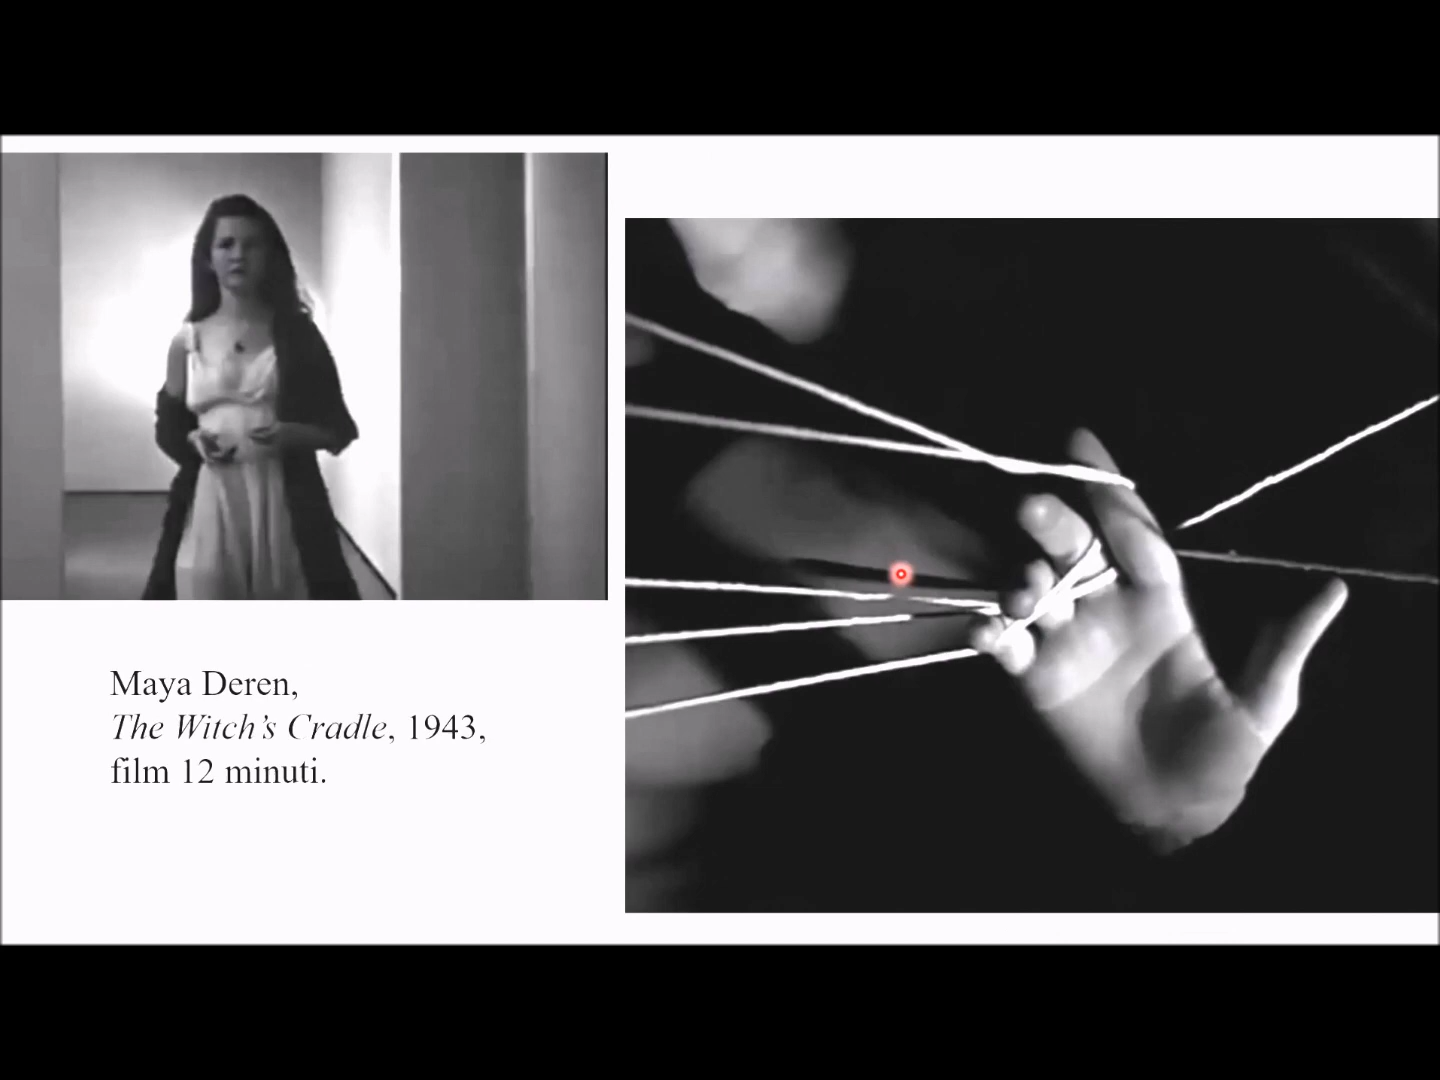 Maya Deren,
The Witch’s Cradle, 1943,
film 12 minuti.